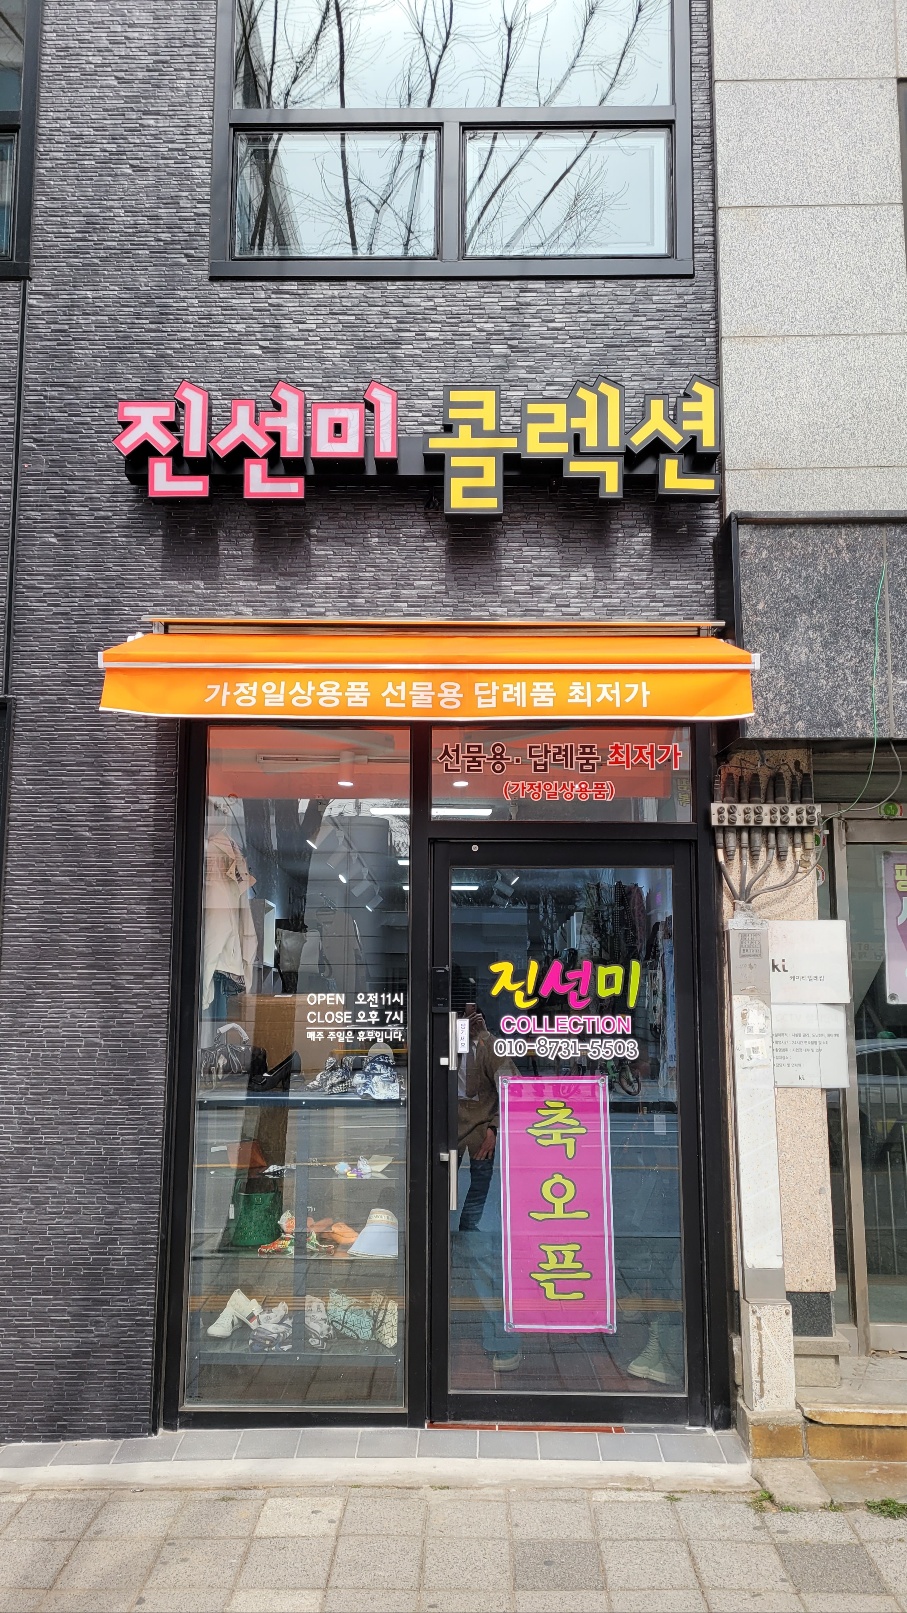 진선미 콜렉션
가정일상용품 선물용 답례품 최저가
선물용·답례품 최저가
(가정일상용품)
OPEN 오전11시
CLOSE 오후 7시
매주 주일은 휴무입니다.
진선미
COLLECTION
010-8731-5503
축
오
픈
ki